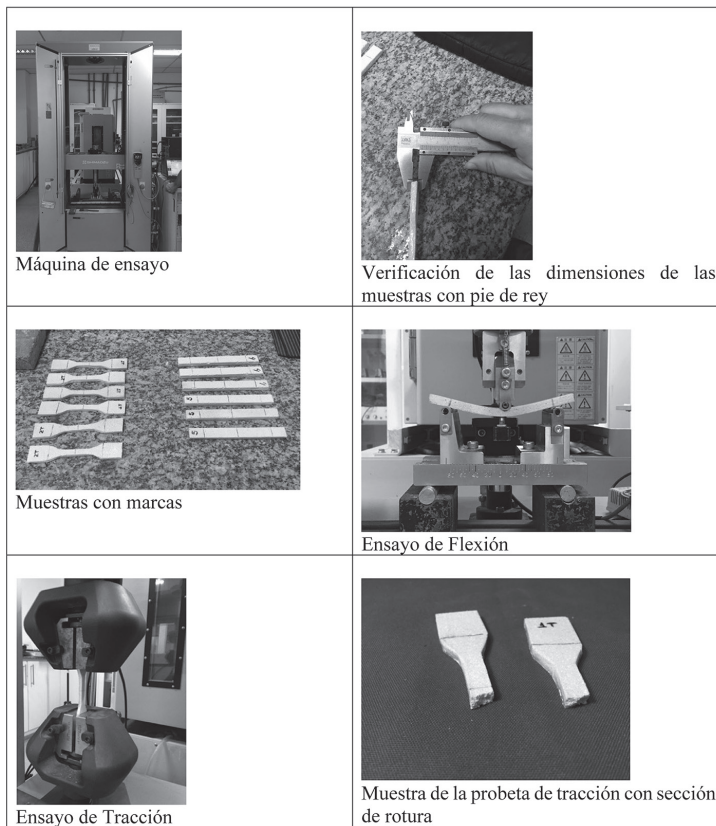 Máquina de ensayo
Verificación de las dimensiones de las
muestras con pie de rey
Muestras con marcas
Ensayo de Flexión
Ensayo de Tracción
Muestra de la probeta de tracción con sección
de rotura